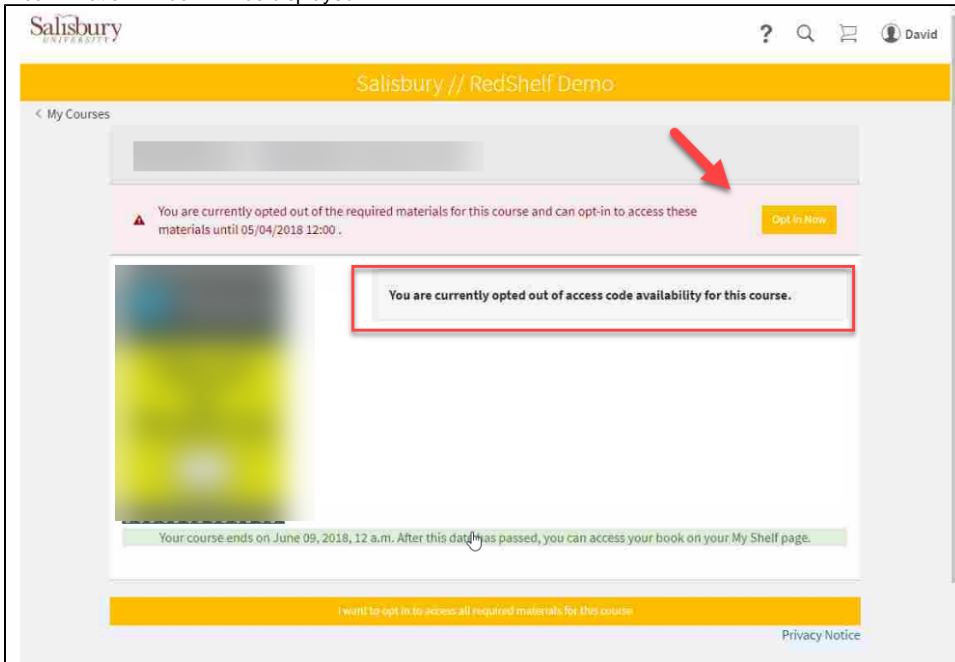 Salisbury
UNIVERSITY
? David
Salisbury // RedShelf Demo
< My Courses
You are currently opted out of the required materials for this course and can opt-in to access these
materials until 05/04/2018 12:00 .
Opt In Now
You are currently opted out of access code availability for this course.
Your course ends on June 09, 2018, 12 a.m. After this date has passed, you can access your book on your My Shelf page.
I want to opt in to access all required materials for this course
Privacy Notice